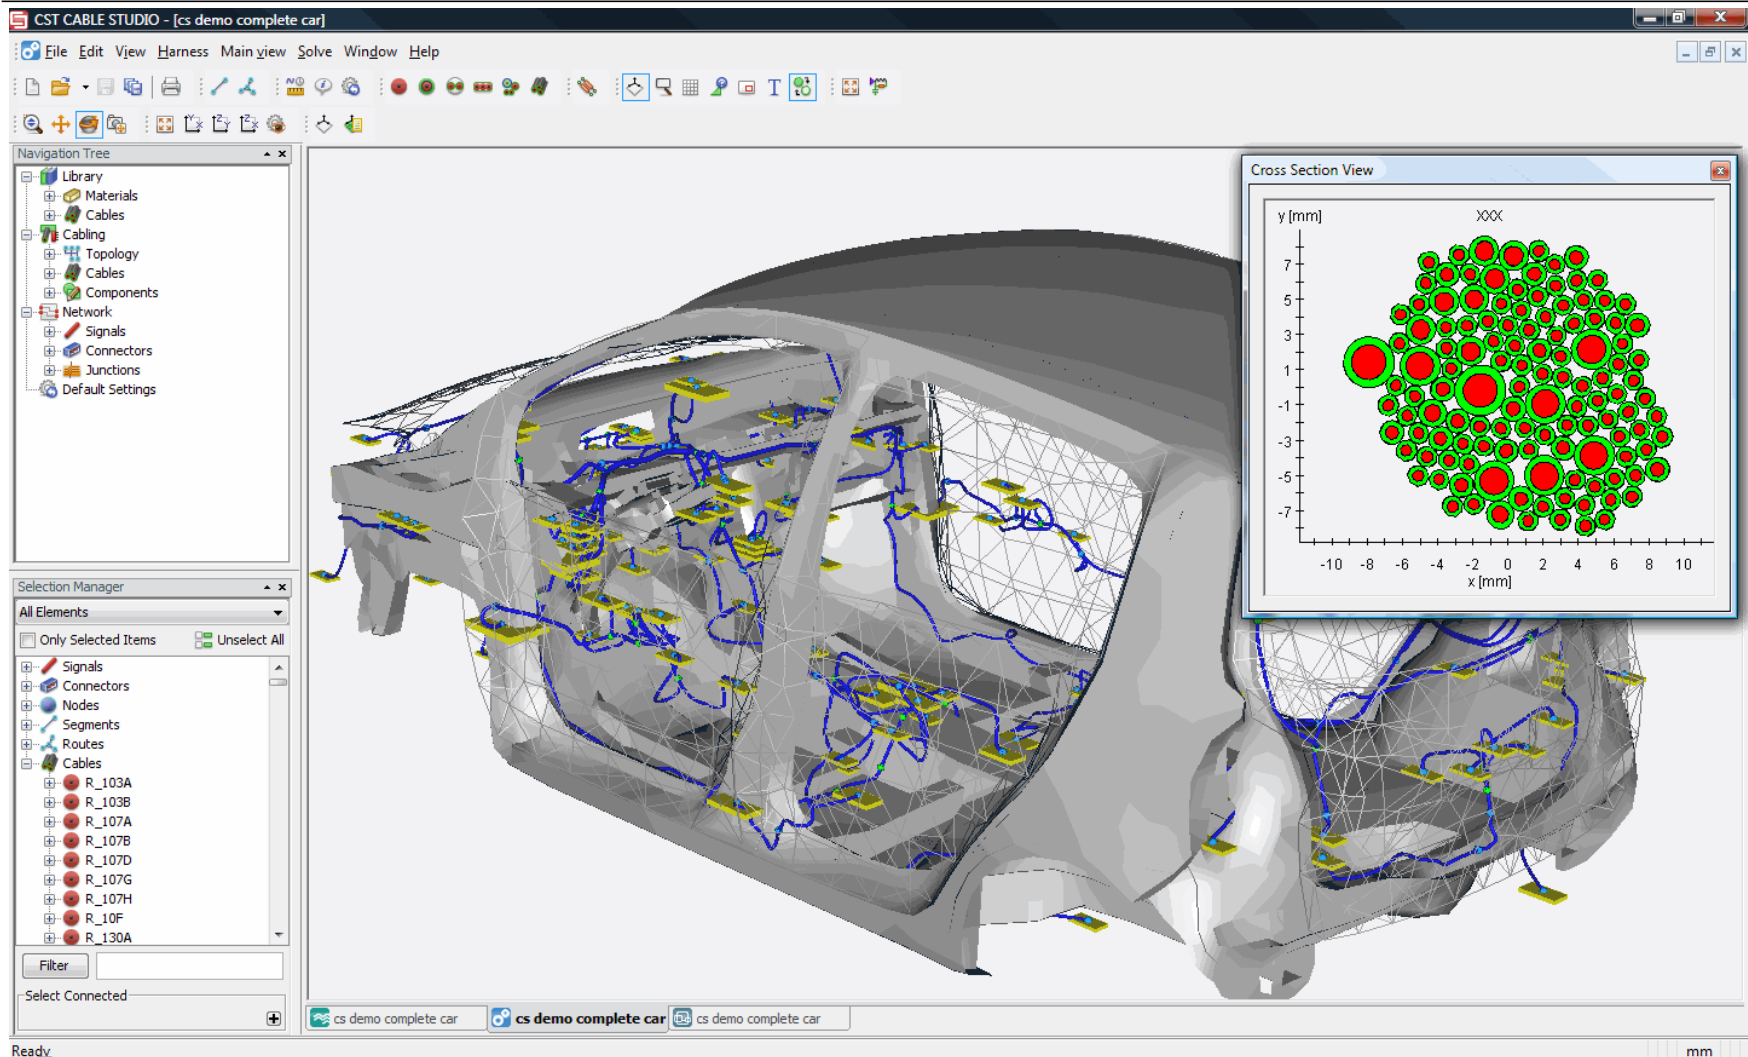 CST CABLE STUDIO - [cs demo complete car]
File Edit View Harness Main view Solve Window Help
Navigation Tree
Library
Materials
Cables
Cabling
Topology
Cables
Components
Network
Signals
Connectors
Junctions
Default Settings
Selection Manager
All Elements
Only Selected Items Unselect All
Signals
Connectors
Nodes
Segments
Routes
Cables
R_103A
R_103B
R_107A
R_107B
R_107D
R_107G
R_107H
R_10F
R_130A
Filter
Select Connected
Cross Section View
y [mm] XXX
7
5
3
1
-1
-3
-5
-7
-10 -8 -6 -4 -2 0 2 4 6 8 10
x [mm]
cs demo complete car cs demo complete car cs demo complete car
Ready mm